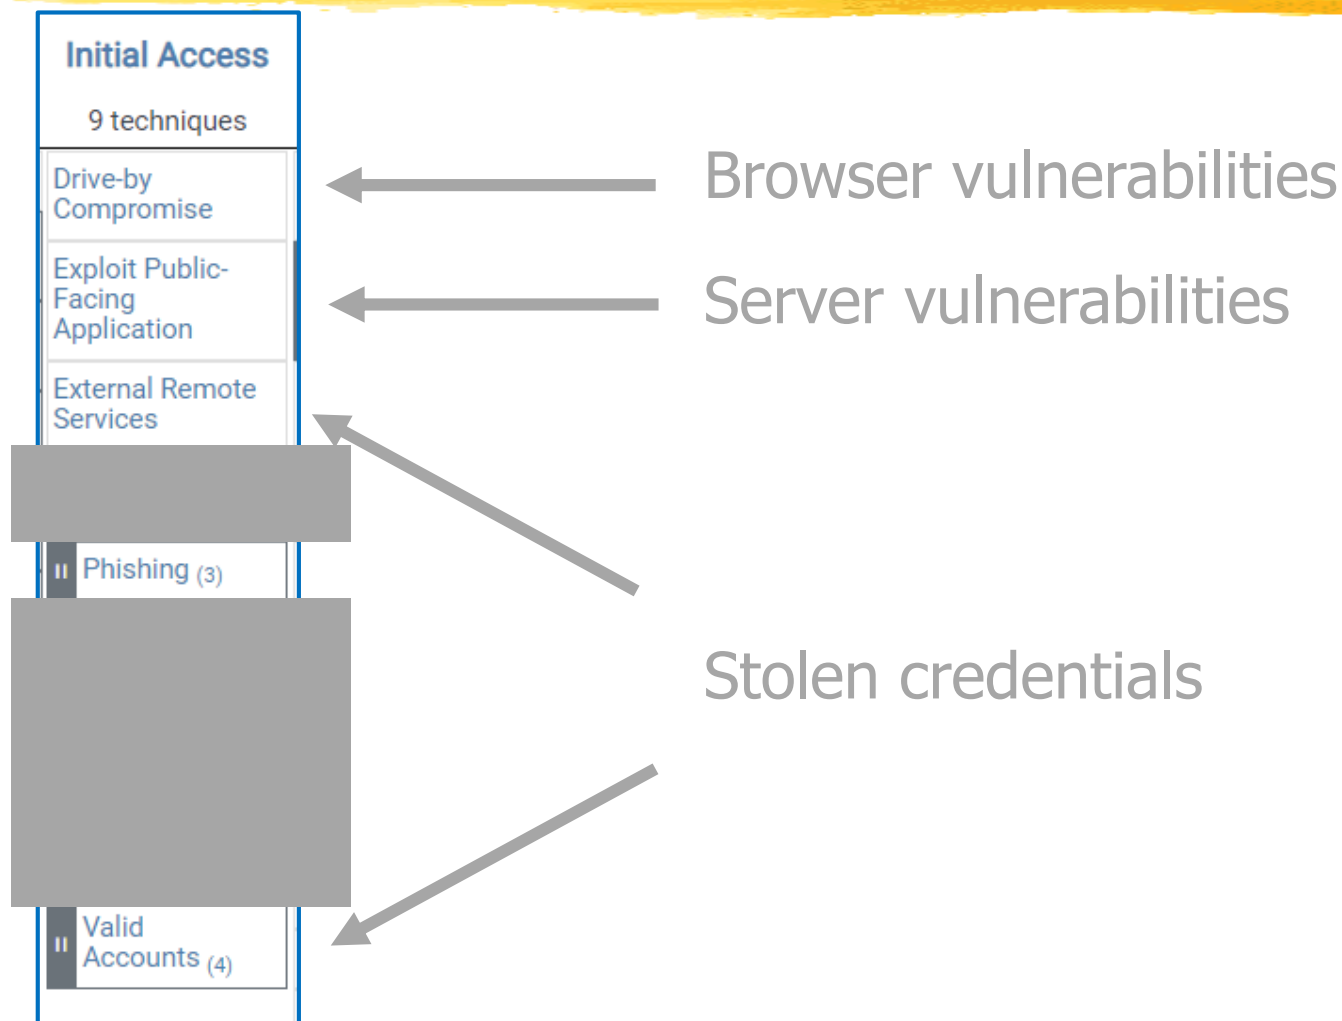 Initial Access
9 techniques
Drive-by
Compromise
Browser vulnerabilities
Exploit Public-
Facing
Application
Server vulnerabilities
External Remote
Services
Phishing (3)
Stolen credentials
Valid
Accounts (4)